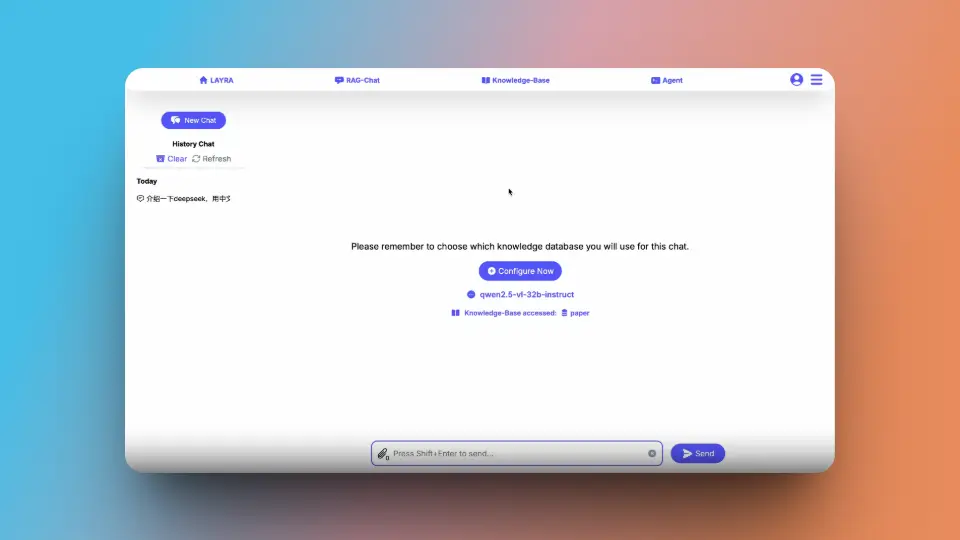 LAYRA
RAG-Chat
Knowledge-Base
Agent
New Chat
History Chat
Clear Refresh
Today
介绍一下deepseek，用中文
Please remember to choose which knowledge database you will use for this chat.
Configure Now
qwen2.5-vl-32b-instruct
Knowledge-Base accessed: paper
0 Press Shift+Enter to send...
Send